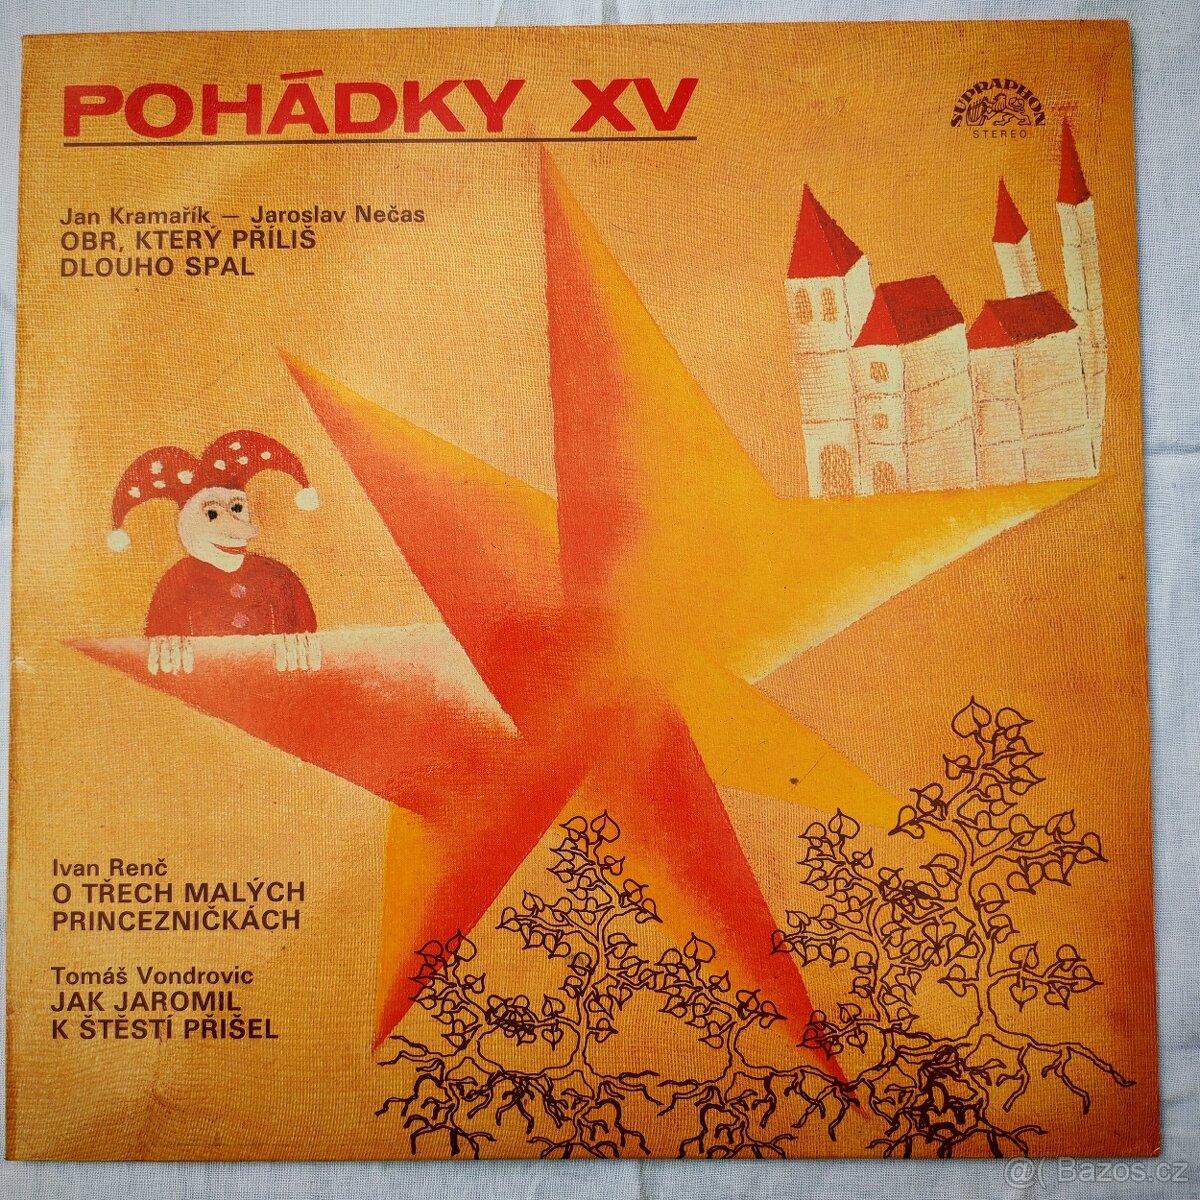 POHÁDKY XV
SUPRAPHON
STEREO
Jan Kramařík – Jaroslav Nečas
OBR, KTERÝ PŘÍLIŠ
DLOUHO SPAL
Ivan Renč
O TŘECH MALÝCH
PRINCEZNIČKÁCH
Tomáš Vondrovic
JAK JAROMIL
K ŠTĚSTÍ PŘIŠEL
@( Bazos.cz